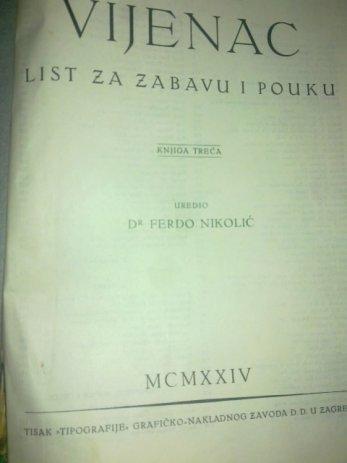 VIJENAC
LIST ZA ZABAVU I POUKU
KNJIGA TREĆA
UREDIO
DR FERDO NIKOLIĆ
MCMXXIV
TISAK »TIPOGRAFIJE« GRAFIČKO-NAKLADNOG ZAVODA D. D. U